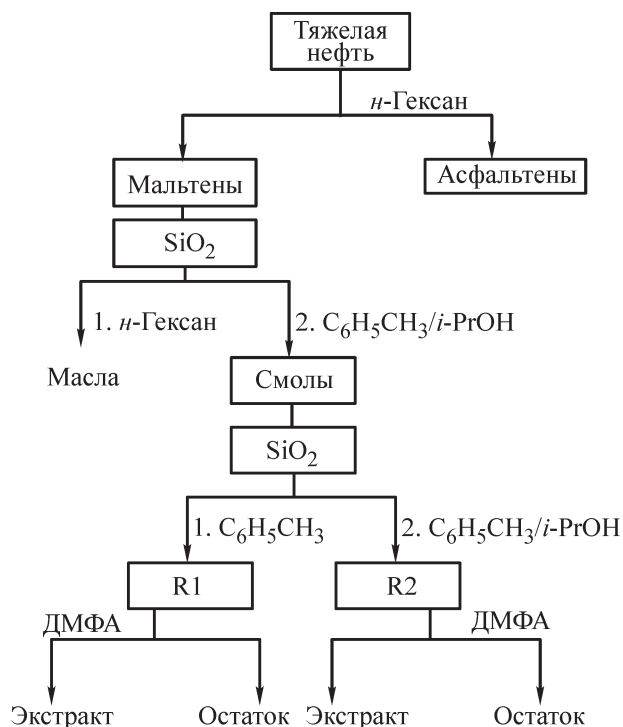 Тяжелая
нефть
н-Гексан
Мальтены
Асфальтены
SiO2
1. н-Гексан
2. C6H5CH3/i-PrOH
Масла
Смолы
SiO2
1. C6H5CH3
2. C6H5CH3/i-PrOH
R1
R2
ДМФА
ДМФА
Экстракт
Остаток
Экстракт
Остаток